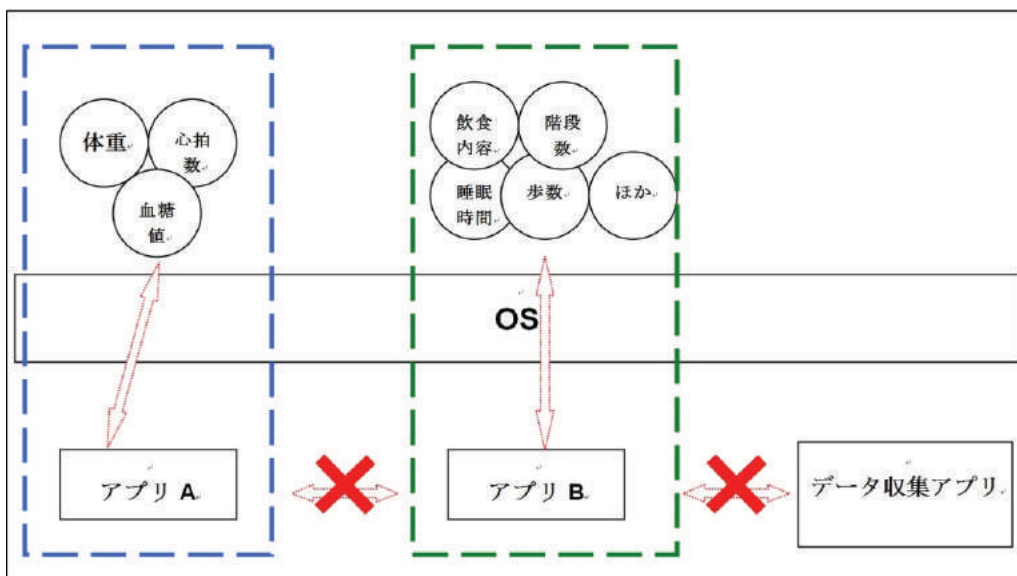 体重
心拍
数
血糖
値
飲食
内容
階段
数
睡眠
時間
歩数
ほか
OS
アプリ A
アプリ B
データ収集アプリ